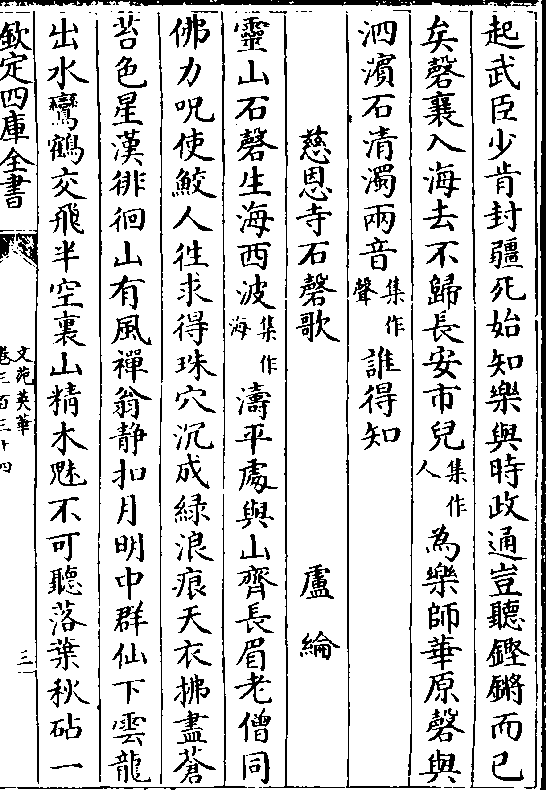 起武臣少肯封疆死始知樂與時政通豈聽鏗鏘而已
矣磬襄入海去不歸長安市兒集作人為樂師華原磬與
泗濱石清濁兩音集作聲誰得知
慈恩寺石磬歌　盧綸
靈山石磬生海西波集作海濤平處與山齊長眉老僧同
佛力呪使鮫人徃求得珠穴沉成綠浪痕天衣拂盡蒼
苔色星漢徘徊山有風禪翁静扣月明中群仙下雲龍
出水鸞鶴交飛半空裏山精木魅不可聽落葉秋砧一
欽定四庫全書
文苑英華
卷三百三十四
三